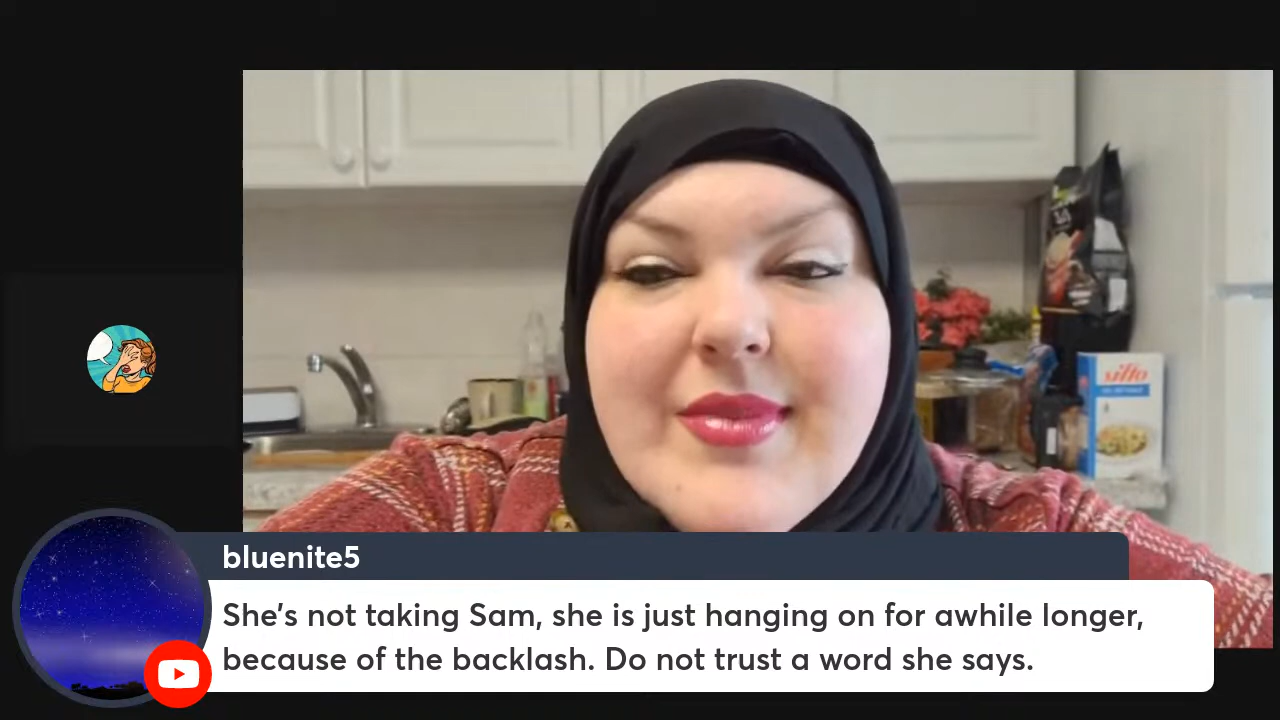 sitto
bluenite5
She's not taking Sam, she is just hanging on for awhile longer,
because of the backlash. Do not trust a word she says.